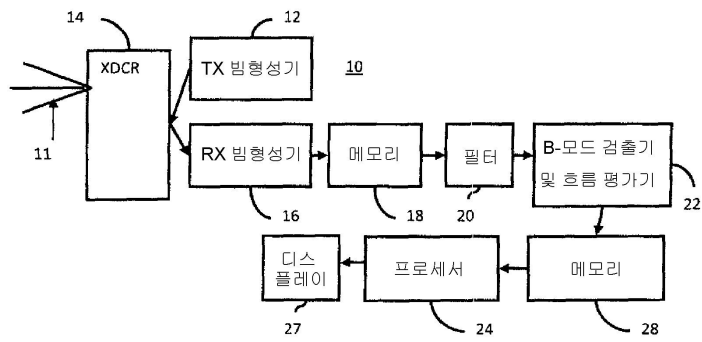 14
12
XDCR
TX 빔형성기
10
11
RX 빔형성기
메모리
필터
B-모드 검출기
및 흐름 평가기
16
18
20
22
디스
플레이
프로세서
메모리
27
24
28